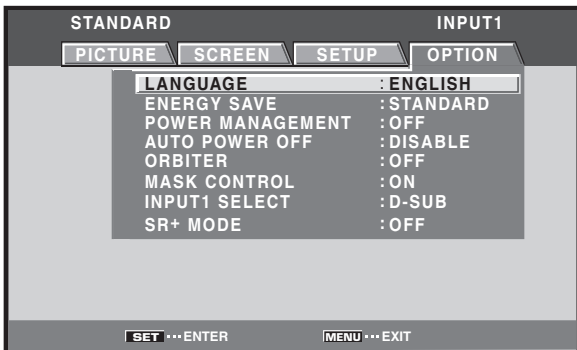 STANDARD INPUT1
PICTURE SCREEN SETUP OPTION
LANGUAGE : ENGLISH
ENERGY SAVE : STANDARD
POWER MANAGEMENT : OFF
AUTO POWER OFF : DISABLE
ORBITER : OFF
MASK CONTROL : ON
INPUT1 SELECT : D-SUB
SR+ MODE : OFF
SET ··· ENTER MENU ··· EXIT